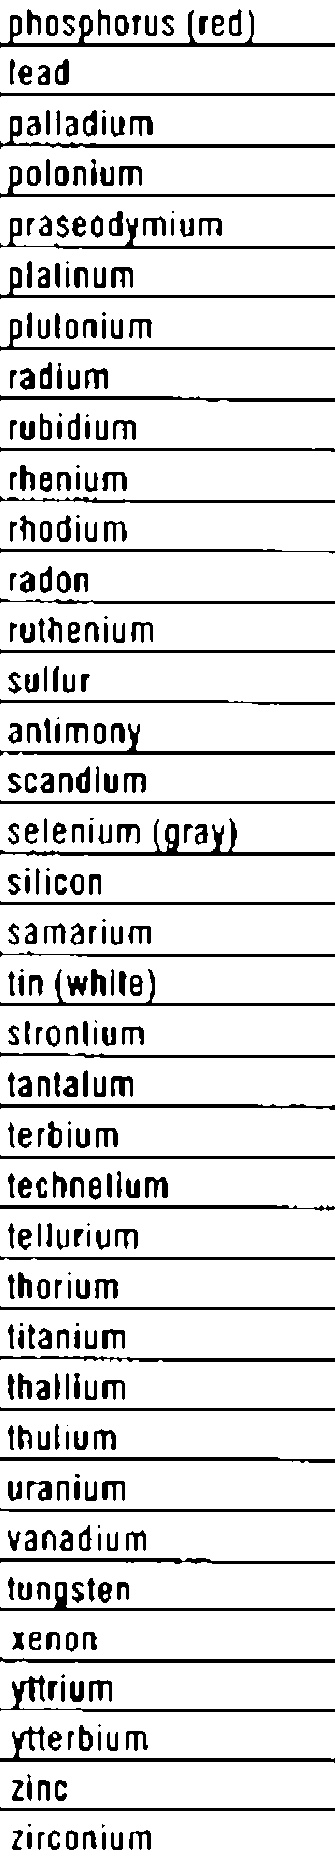 phosphorus (red)
lead
palladium
polonium
praseodymium
platinum
plutonium
radium
rubidium
rhenium
rhodium
radon
ruthenium
sulfur
antimony
scandium
selenium (gray)
silicon
samarium
tin (white)
strontium
tantalum
terbium
technetium
tellurium
thorium
titanium
thallium
thulium
uranium
vanadium
tungsten
xenon
yttrium
ytterbium
zinc
zirconium